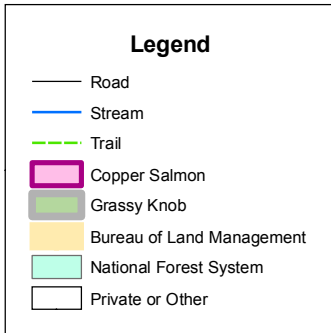 Legend
Road
Stream
Trail
Copper Salmon
Grassy Knob
Bureau of Land Management
National Forest System
Private or Other